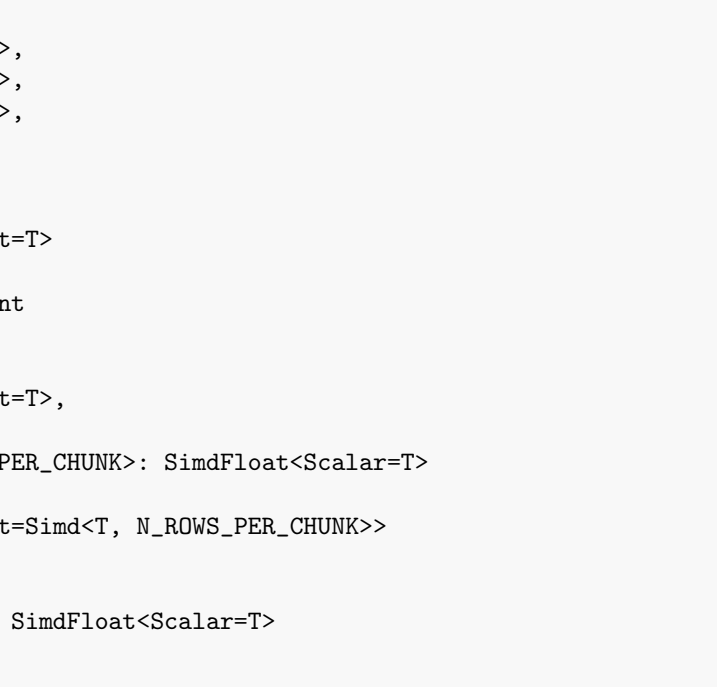 >,
>,
>,
t=T>
nt
t=T>,
PER_CHUNK>: SimdFloat<Scalar=T>
t=Simd<T, N_ROWS_PER_CHUNK>>
SimdFloat<Scalar=T>